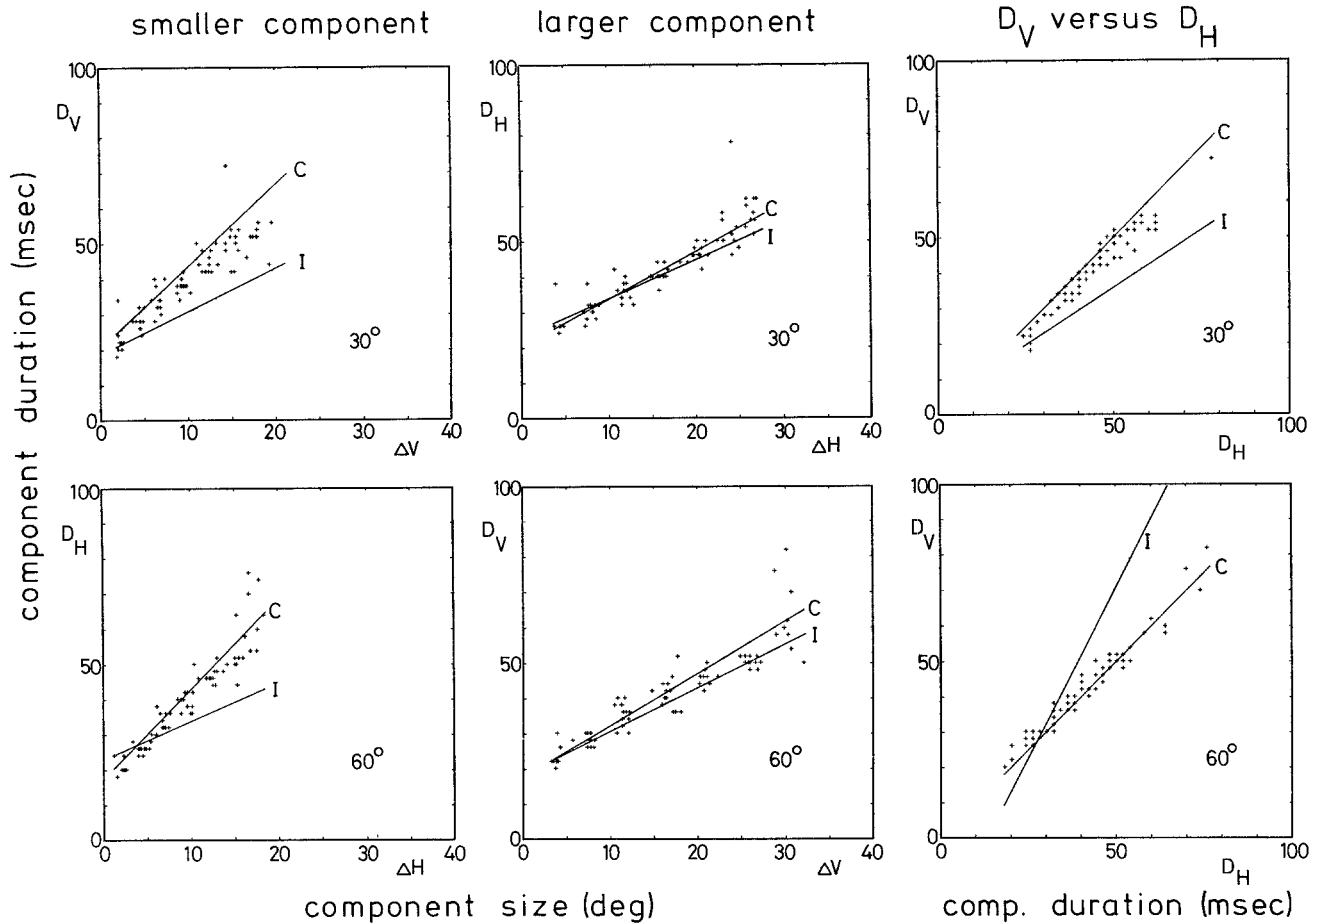 smaller component
larger component
D_V versus D_H
component duration (msec)
100
D_V
50
0
C
I
30°
0
10
20
30
40
ΔV
100
D_H
50
0
C
I
30°
0
10
20
30
40
ΔH
100
D_V
50
0
C
I
30°
0
50
100
D_H
100
D_H
50
0
C
I
60°
0
10
20
30
40
ΔH
100
D_V
50
0
C
I
60°
0
10
20
30
40
ΔV
100
D_V
50
0
I
C
60°
0
50
100
D_H
component size (deg)
comp. duration (msec)